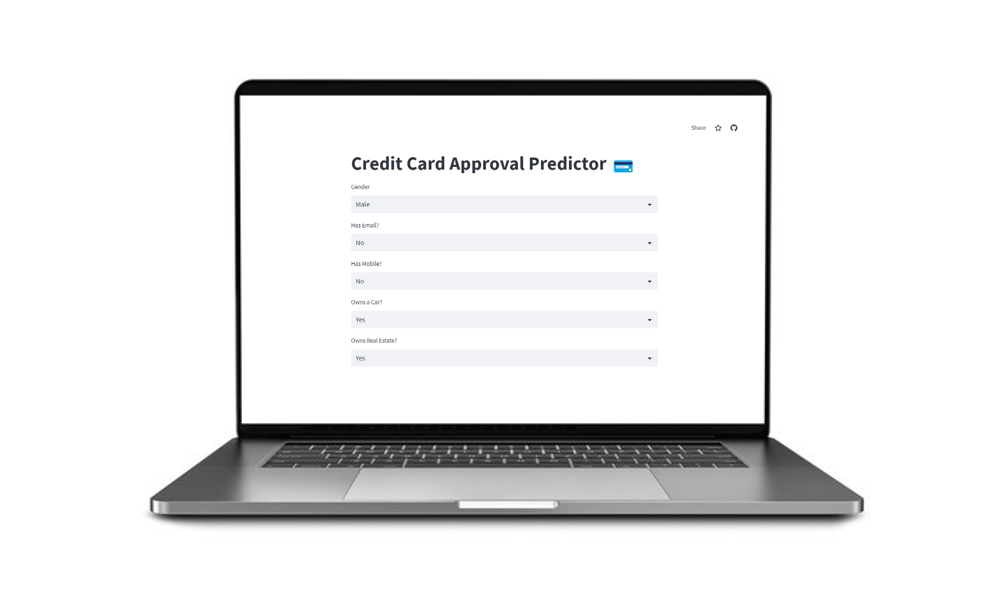 Share
Credit Card Approval Predictor
Gender
Male
Has Email?
No
Has Mobile?
No
Owns a Car?
Yes
Owns Real Estate?
Yes